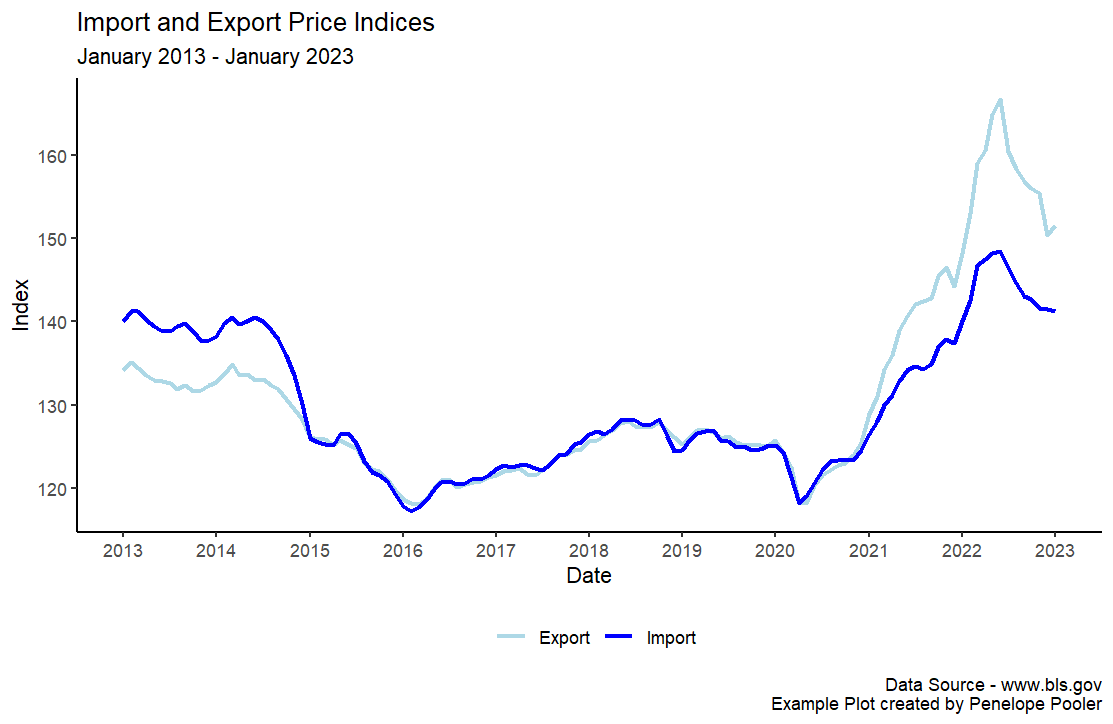 Import and Export Price Indices
January 2013 - January 2023
Index
160
150
140
130
120
2013 2014 2015 2016 2017 2018 2019 2020 2021 2022 2023
Date
Export Import
Data Source - www.bls.gov
Example Plot created by Penelope Pooler